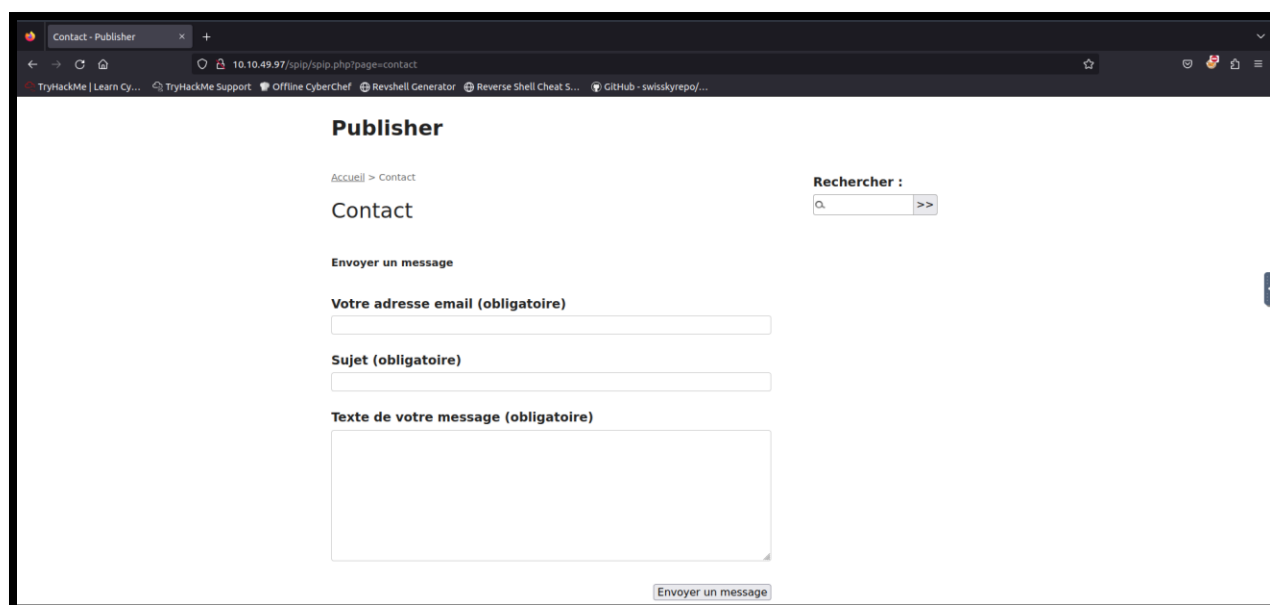 Contact - Publisher
10.10.49.97/spip/spip.php?page=contact
TryHackMe | Learn Cy... TryHackMe Support Offline CyberChef Revshell Generator Reverse Shell Cheat S... GitHub - swisskyrepo/...
Publisher
Accueil > Contact
Contact
Rechercher :
>>
Envoyer un message
Votre adresse email (obligatoire)
Sujet (obligatoire)
Texte de votre message (obligatoire)
Envoyer un message